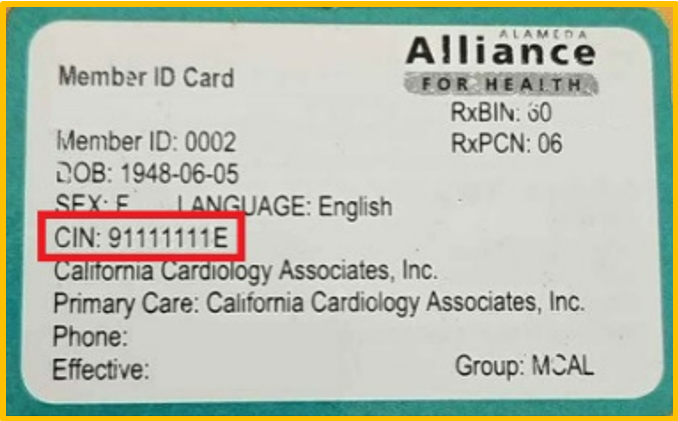 ALAMEDA
Alliance
FOR HEALTH
Member ID Card
RxBIN: 60
Member ID: 0002
RxPCN: 06
DOB: 1948-06-05
SEX: F LANGUAGE: English
CIN: 91111111E
California Cardiology Associates, Inc.
Primary Care: California Cardiology Associates, Inc.
Phone:
Effective:
Group: MCAL